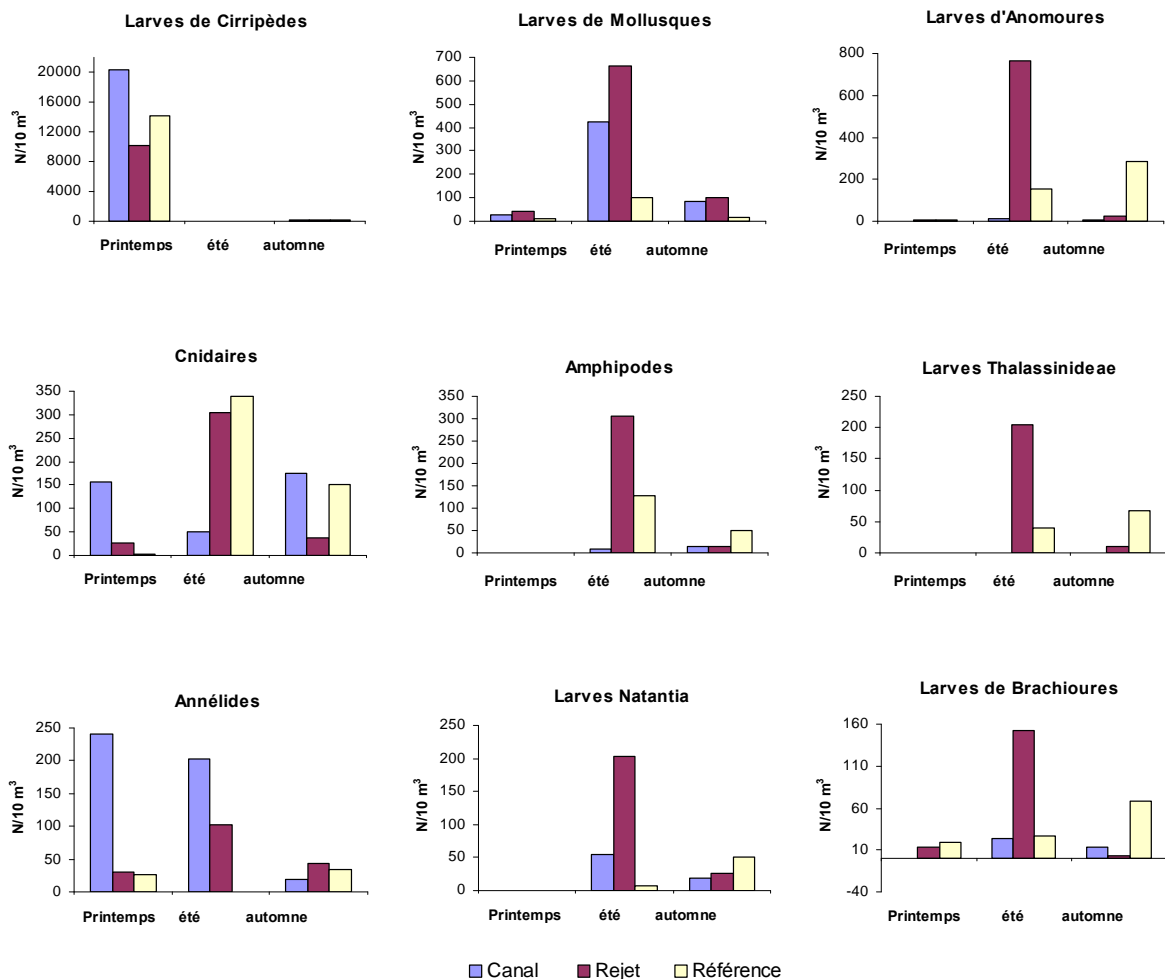 Larves de Cirripèdes
N/10 m³
20000
16000
12000
8000
4000
0
Printemps été automne
Larves de Mollusques
N/10 m³
700
600
500
400
300
200
100
0
Printemps été automne
Larves d'Anomoures
N/10 m³
800
600
400
200
0
Printemps été automne
Cnidaires
N/10 m³
350
300
250
200
150
100
50
0
Printemps été automne
Amphipodes
N/10 m³
350
300
250
200
150
100
50
0
Printemps été automne
Larves Thalassinideae
N/10 m³
250
200
150
100
50
0
Printemps été automne
Annélides
N/10 m³
250
200
150
100
50
0
Printemps été automne
Larves Natantia
N/10 m³
250
200
150
100
50
0
Printemps été automne
Larves de Brachioures
N/10 m³
160
110
60
10
-40
Printemps été automne
Canal Rejet Référence